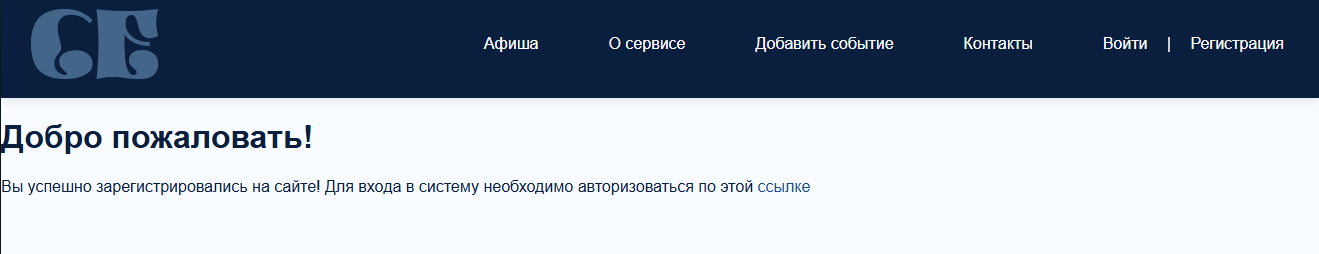 СБ
Афиша О сервисе Добавить событие Контакты Войти | Регистрация
Добро пожаловать!
Вы успешно зарегистрировались на сайте! Для входа в систему необходимо авторизоваться по этой ссылке